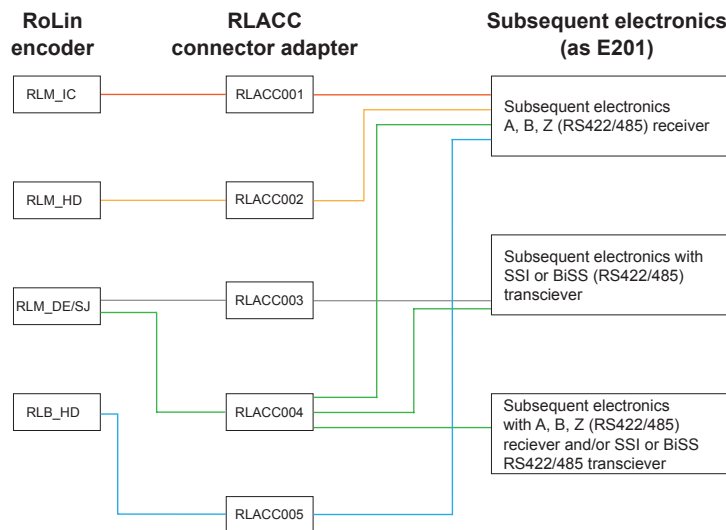 RoLin
encoder
RLACC
connector adapter
Subsequent electronics
(as E201)
RLM_IC
RLACC001
Subsequent electronics
A, B, Z (RS422/485) receiver
RLM_HD
RLACC002
Subsequent electronics with
SSI or BiSS (RS422/485)
transciever
RLM_DE/SJ
RLACC003
RLB_HD
RLACC004
Subsequent electronics
with A, B, Z (RS422/485)
reciever and/or SSI or BiSS
RS422/485 transciever
RLACC005